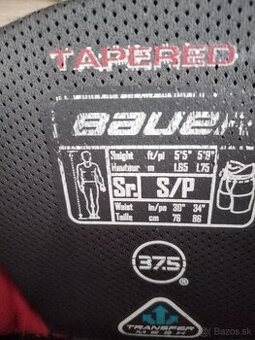 TAPERED
BAUER
Height ft/pi 5'5" 5'9"
Hauteur m 1.65 1.75
Sr. S/P
Waist in/po 30" 34"
Taille cm 76 86
37.5
®
TRANSFER
MESH
Bazos.sk